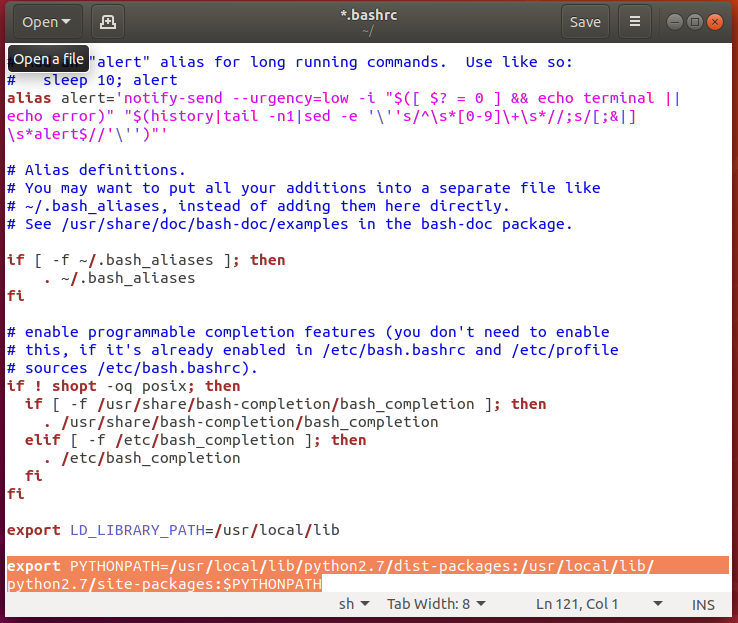 Open
*.bashrc
~/
Save
Open a file
"alert" alias for long running commands.  Use like so:
#   sleep 10; alert
alias alert='notify-send --urgency=low -i "$([ $? = 0 ] && echo terminal ||
echo error)" "$(history|tail -n1|sed -e '\''s/^\s*[0-9]\+\s*//;s/[;&|]
\s*alert$//'\'')"'
# Alias definitions.
# You may want to put all your additions into a separate file like
# ~/.bash_aliases, instead of adding them here directly.
# See /usr/share/doc/bash-doc/examples in the bash-doc package.
if [ -f ~/.bash_aliases ]; then
    . ~/.bash_aliases
fi
# enable programmable completion features (you don't need to enable
# this, if it's already enabled in /etc/bash.bashrc and /etc/profile
# sources /etc/bash.bashrc).
if ! shopt -oq posix; then
  if [ -f /usr/share/bash-completion/bash_completion ]; then
    . /usr/share/bash-completion/bash_completion
  elif [ -f /etc/bash_completion ]; then
    . /etc/bash_completion
  fi
fi
export LD_LIBRARY_PATH=/usr/local/lib
export PYTHONPATH=/usr/local/lib/python2.7/dist-packages:/usr/local/lib/
python2.7/site-packages:$PYTHONPATH
sh Tab Width: 8 Ln 121, Col 1 INS